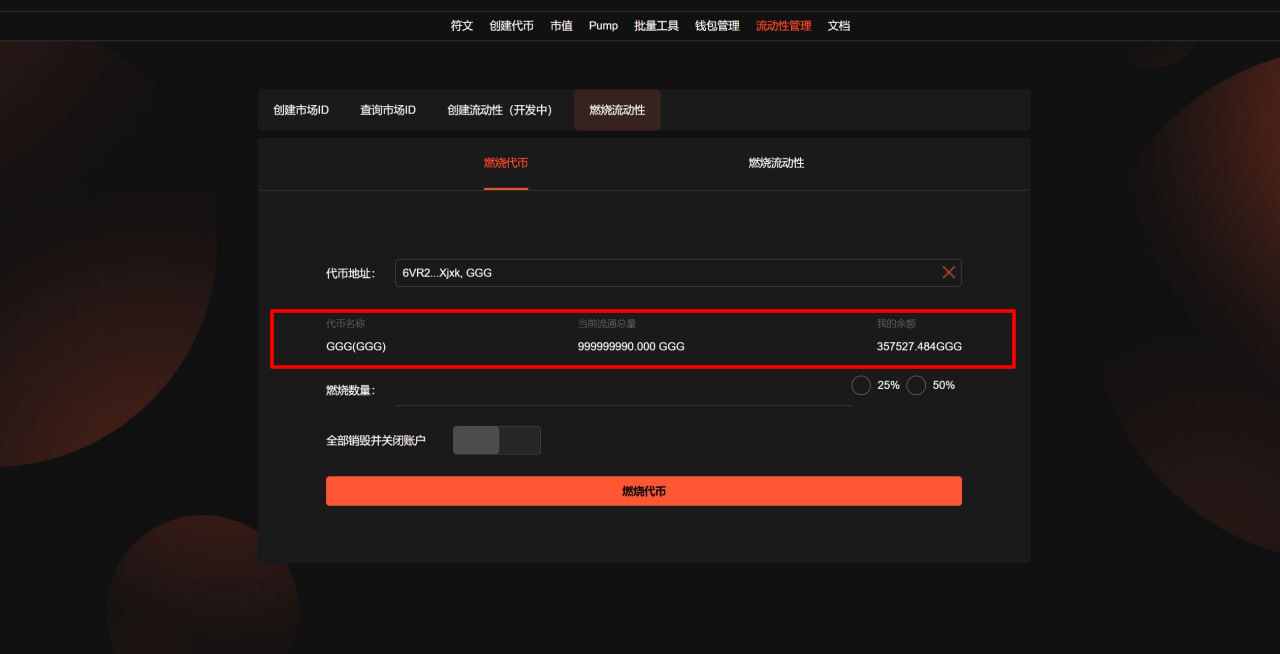 符文 创建代币 市值 Pump 批量工具 钱包管理 流动性管理 文档
创建市场ID 查询市场ID 创建流动性（开发中） 燃烧流动性
燃烧代币 燃烧流动性
代币地址： 6VR2...Xjxk, GGG
代币名称 当前流通总量 我的余额
GGG(GGG) 999999990.000 GGG 357527.484GGG
燃烧数量： 25% 50%
全部销毁并关闭账户
燃烧代币